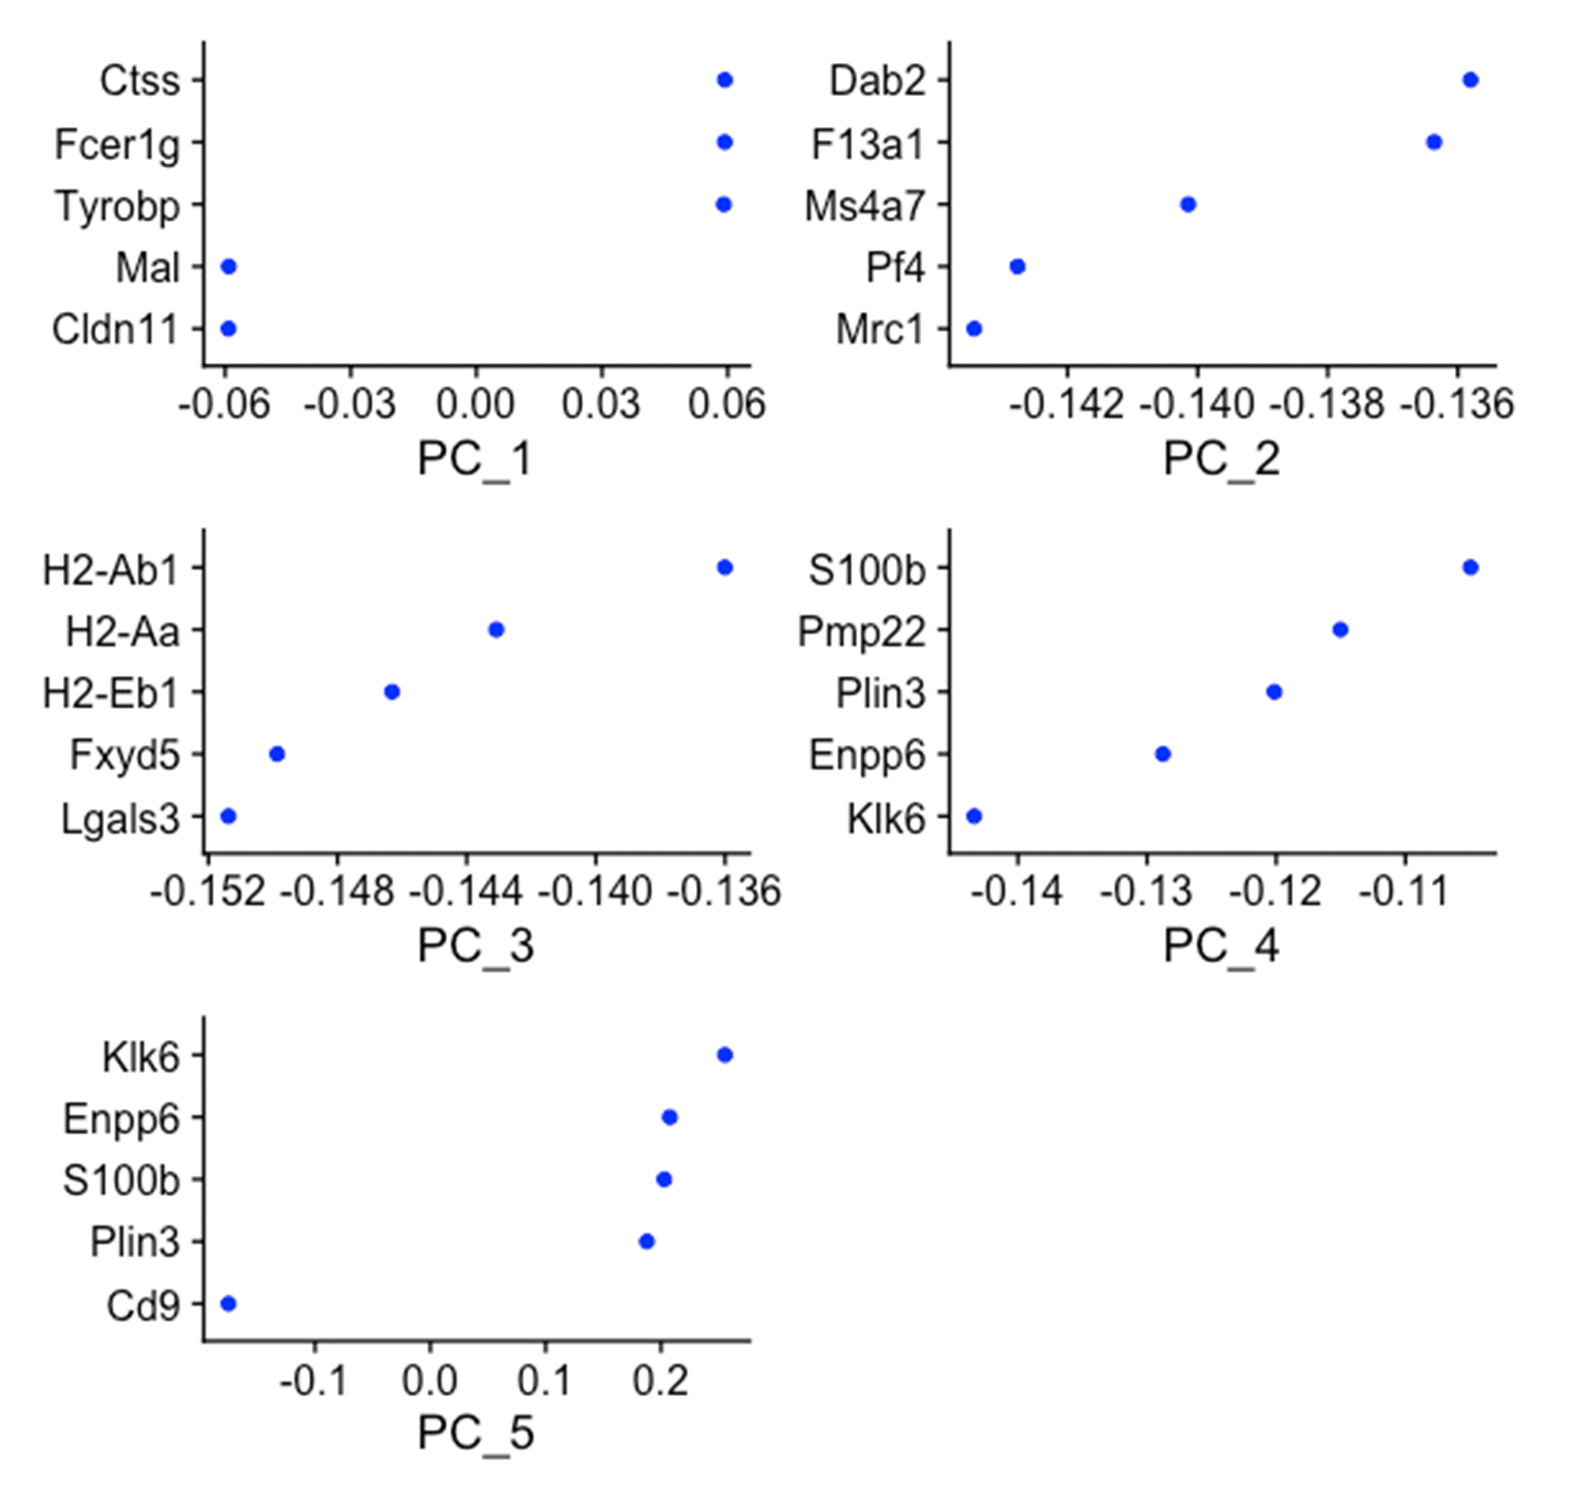 Ctss
Fcer1g
Tyrobp
Mal
Cldn11
-0.06 -0.03 0.00 0.03 0.06
PC_1
Dab2
F13a1
Ms4a7
Pf4
Mrc1
-0.142 -0.140 -0.138 -0.136
PC_2
H2-Ab1
H2-Aa
H2-Eb1
Fxyd5
Lgals3
-0.152 -0.148 -0.144 -0.140 -0.136
PC_3
S100b
Pmp22
Plin3
Enpp6
Klk6
-0.14 -0.13 -0.12 -0.11
PC_4
Klk6
Enpp6
S100b
Plin3
Cd9
-0.1 0.0 0.1 0.2
PC_5